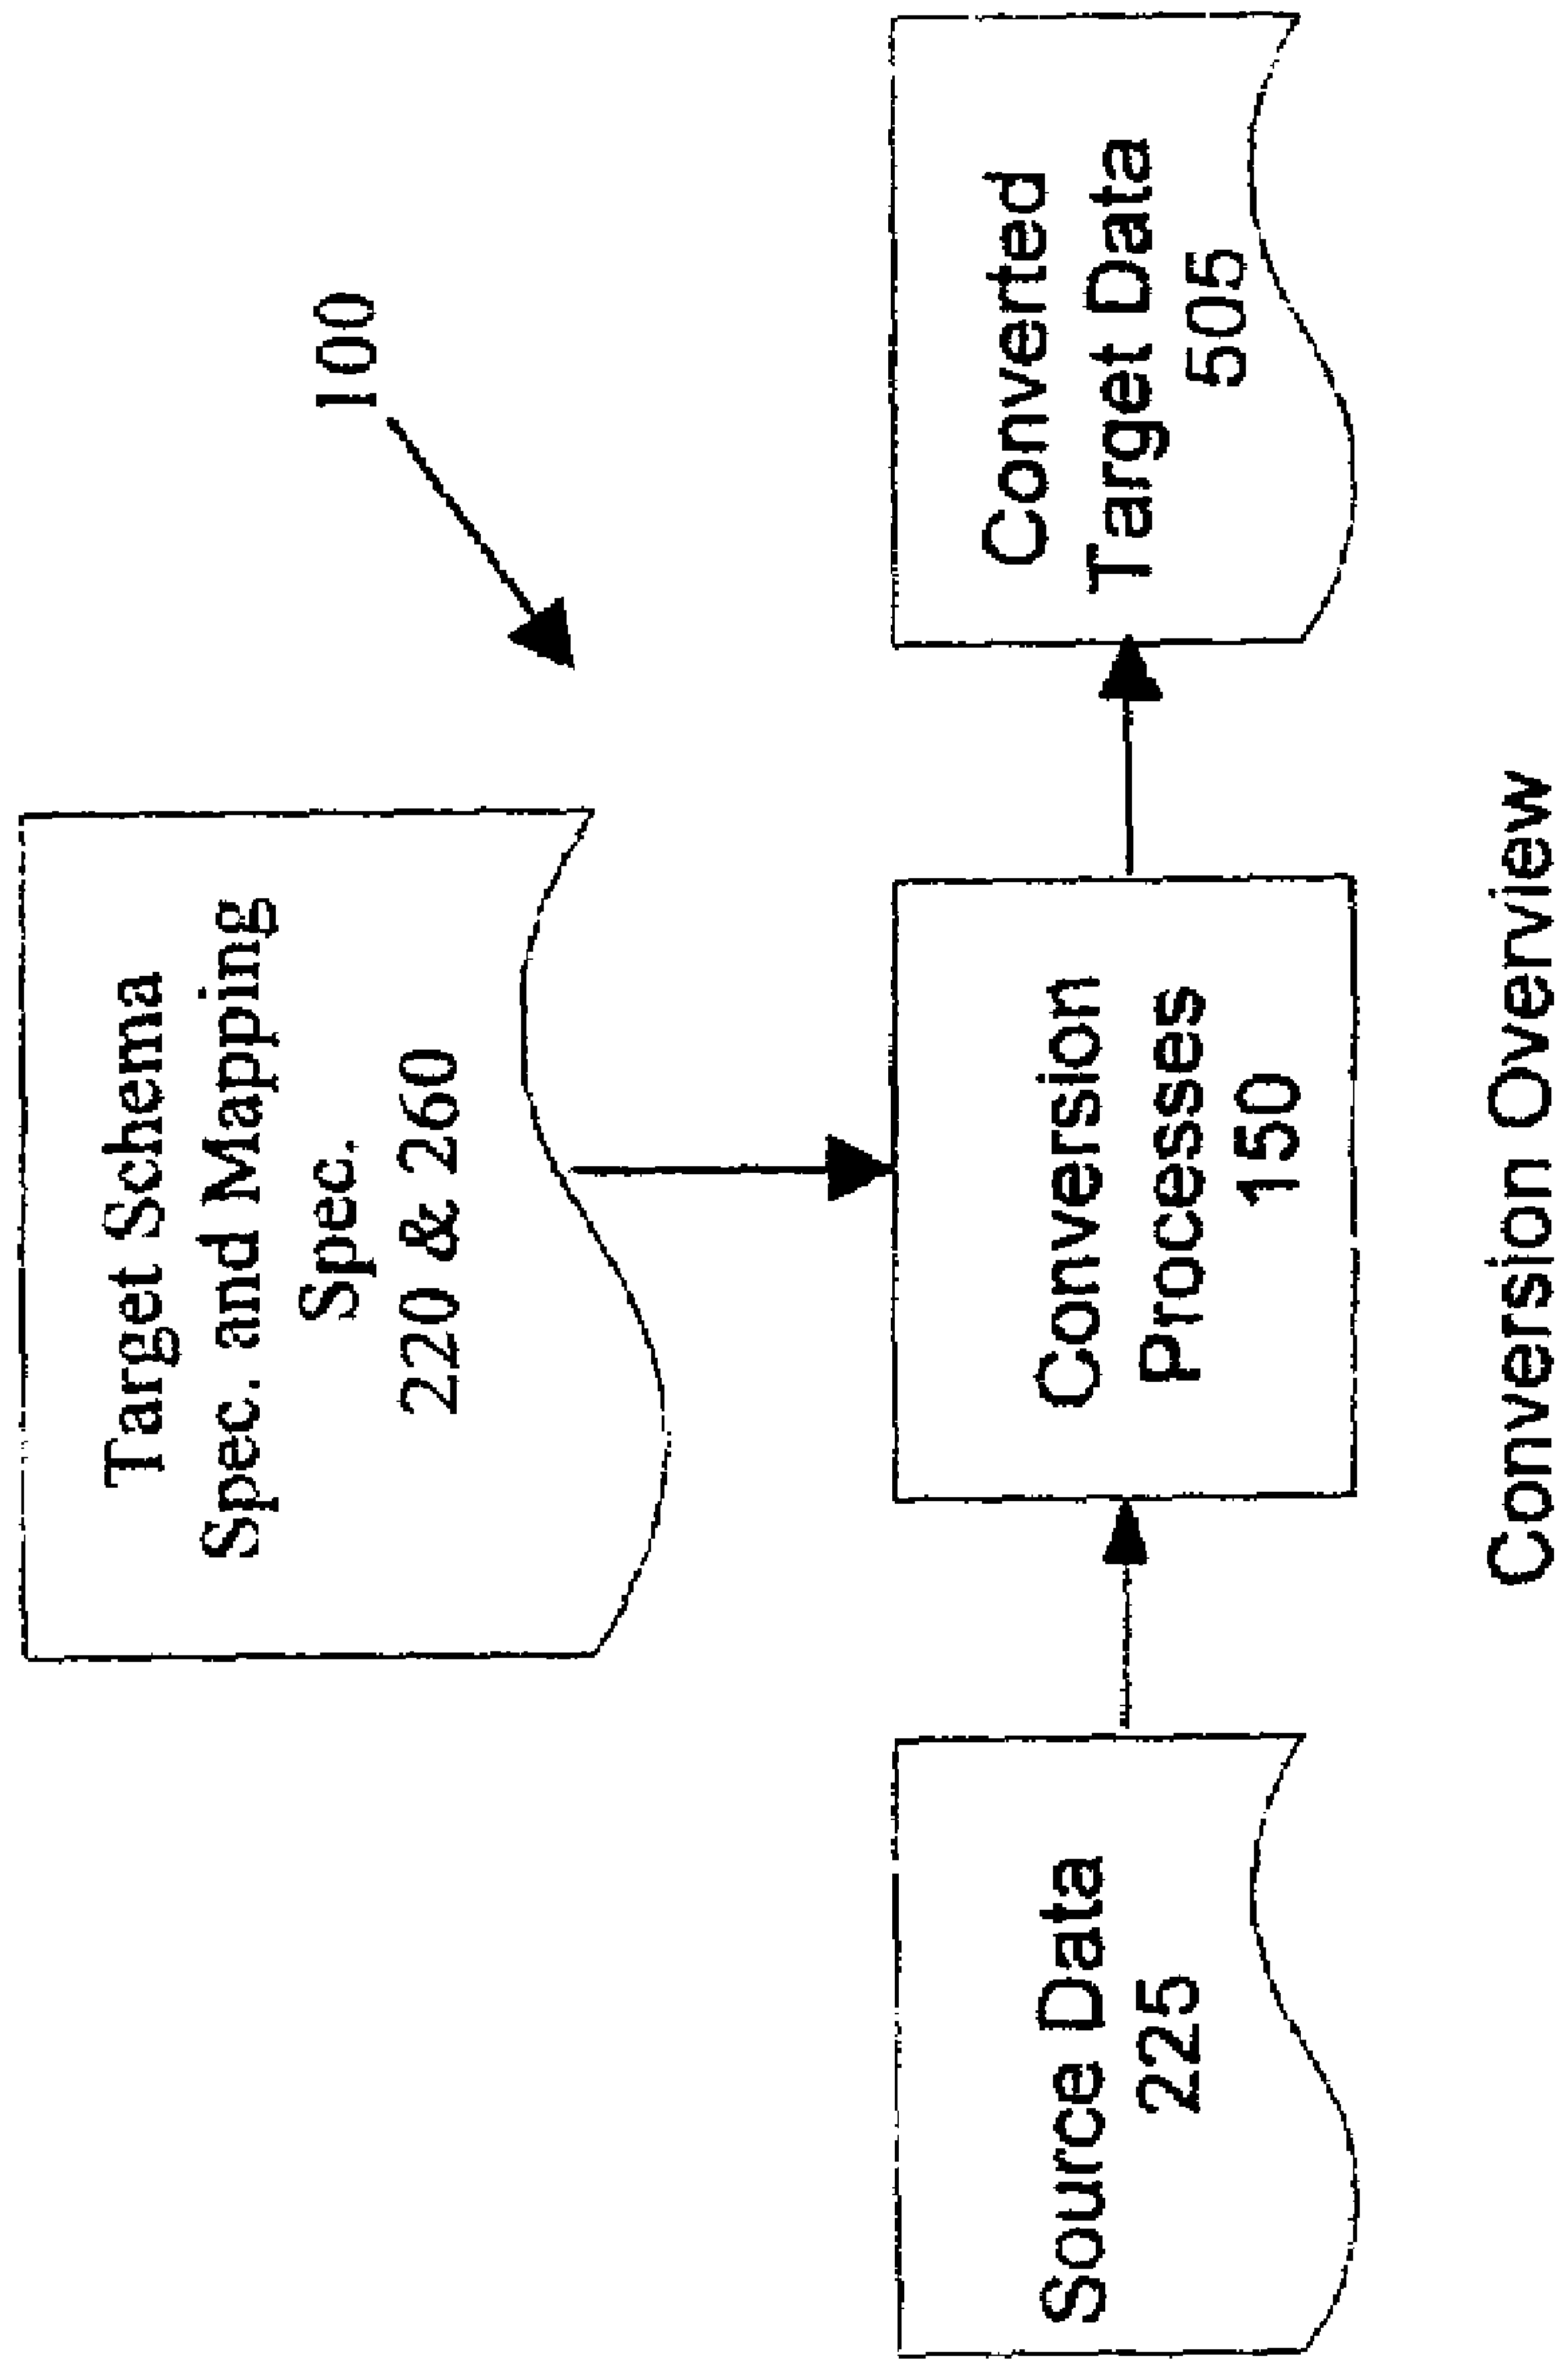 100
Target Schema
Spec. and Mapping
Spec.
220 & 260
Source Data
225
Conversion
Processes
150
Converted
Target Data
505
Conversion Overview